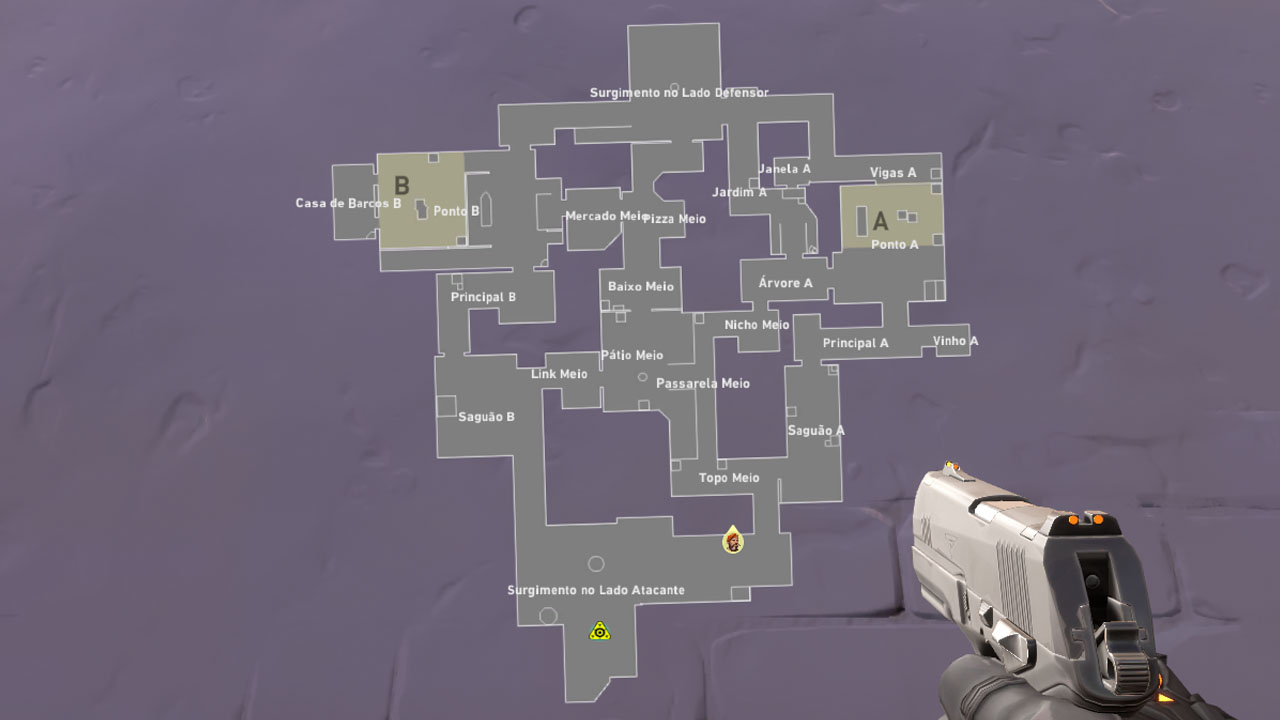 Surgimento no Lado Defensor
Janela A
Vigas A
B
Jardim A
Casa de Barcos B
Ponto B
Mercado Meio
Pizza Meio
A
Ponto A
Baixo Meio
Árvore A
Principal B
Nicho Meio
Principal A
Vinho A
Pátio Meio
Link Meio
Passarela Meio
Saguão B
Saguão A
Topo Meio
Surgimento no Lado Atacante